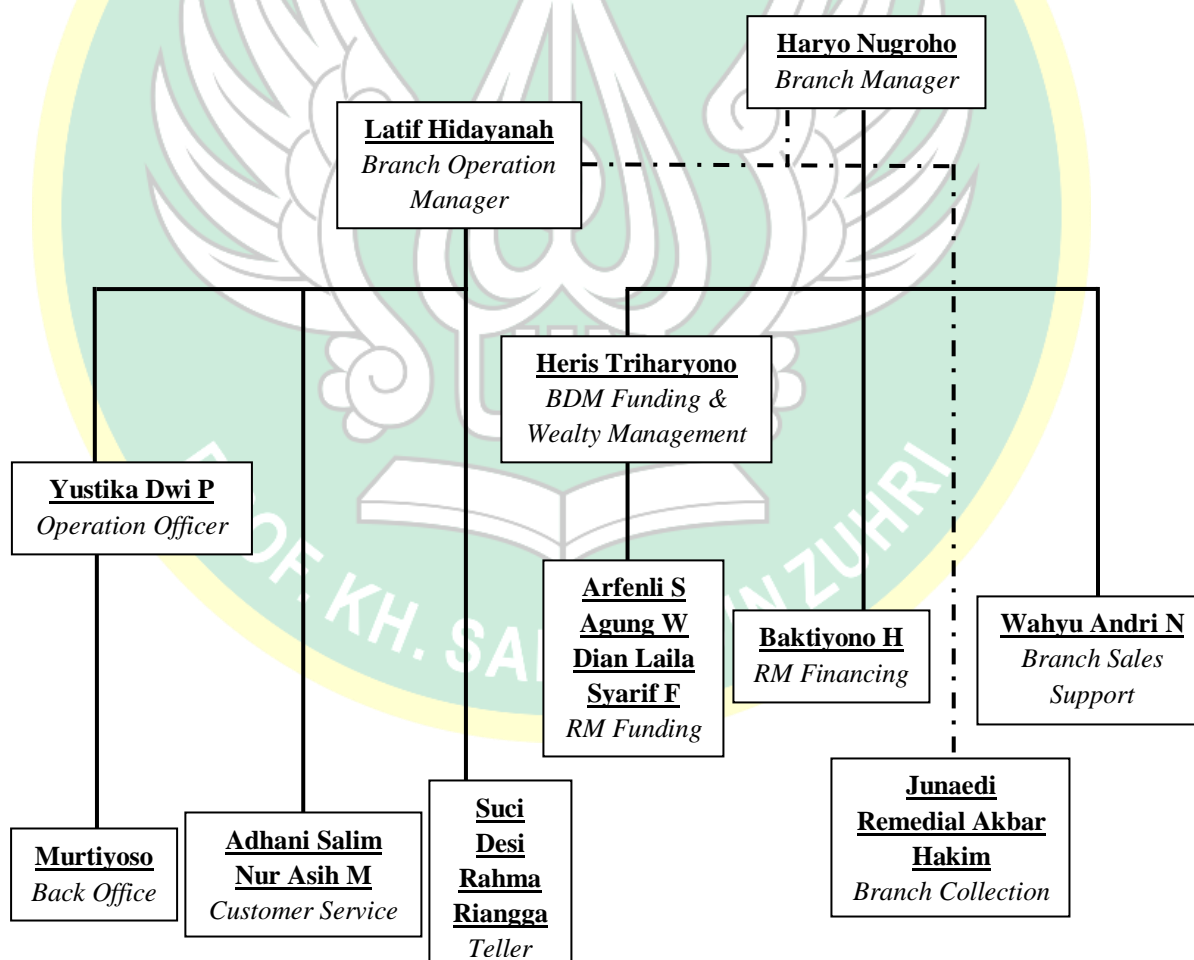 Haryo Nugroho
Branch Manager
Latif Hidayanah
Branch Operation
Manager
Heris Triharyono
BDM Funding &
Wealty Management
Yustika Dwi P
Operation Officer
Arfenli S
Agung W
Dian Laila
Syarif F
RM Funding
Baktiyono H
RM Financing
Wahyu Andri N
Branch Sales
Support
Murtiyoso
Back Office
Adhani Salim
Nur Asih M
Customer Service
Suci
Desi
Rahma
Riangga
Teller
Junaedi
Remedial Akbar
Hakim
Branch Collection
KH. ZUHRI